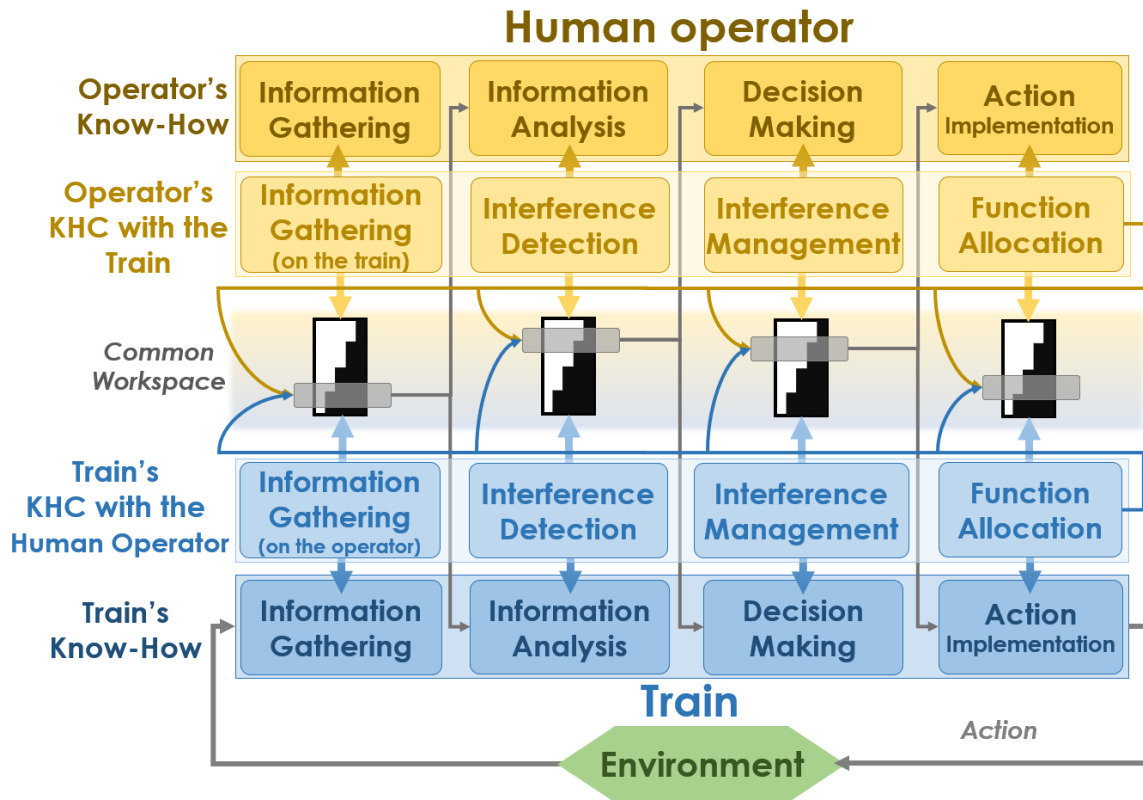 Human operator
Operator's
Know-How
Information
Gathering
Information
Analysis
Decision
Making
Action
Implementation
Operator's
KHC with the
Train
Information
Gathering
(on the train)
Interference
Detection
Interference
Management
Function
Allocation
Common
Workspace
Train's
KHC with the
Human Operator
Information
Gathering
(on the operator)
Interference
Detection
Interference
Management
Function
Allocation
Train's
Know-How
Information
Gathering
Information
Analysis
Decision
Making
Action
Implementation
Train
Environment
Action